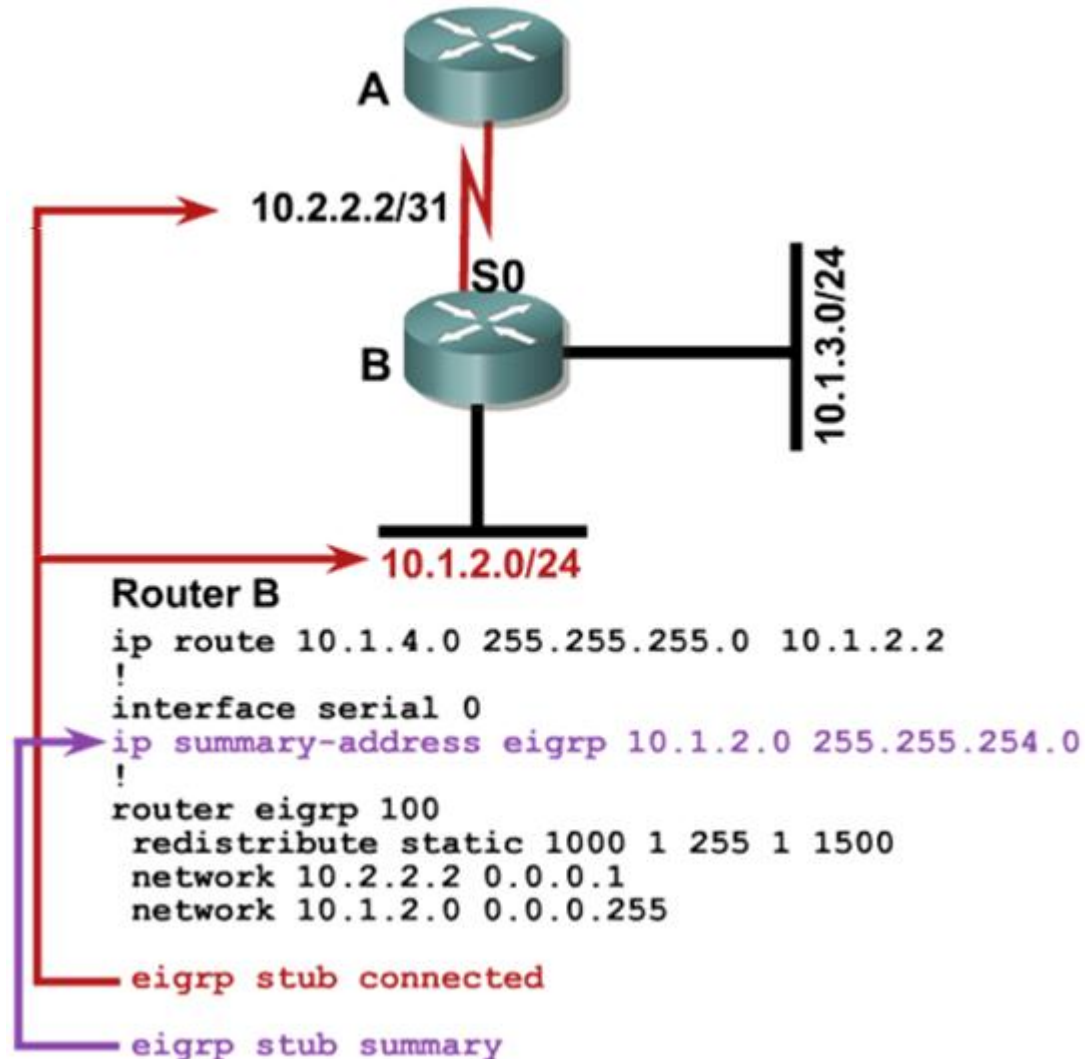 A
10.2.2.2/31
S0
B
10.1.3.0/24
10.1.2.0/24
Router B
ip route 10.1.4.0 255.255.255.0 10.1.2.2
!
interface serial 0
ip summary-address eigrp 10.1.2.0 255.255.254.0
!
router eigrp 100
redistribute static 1000 1 255 1 1500
network 10.2.2.2 0.0.0.1
network 10.1.2.0 0.0.0.255
eigrp stub connected
eigrp stub summary